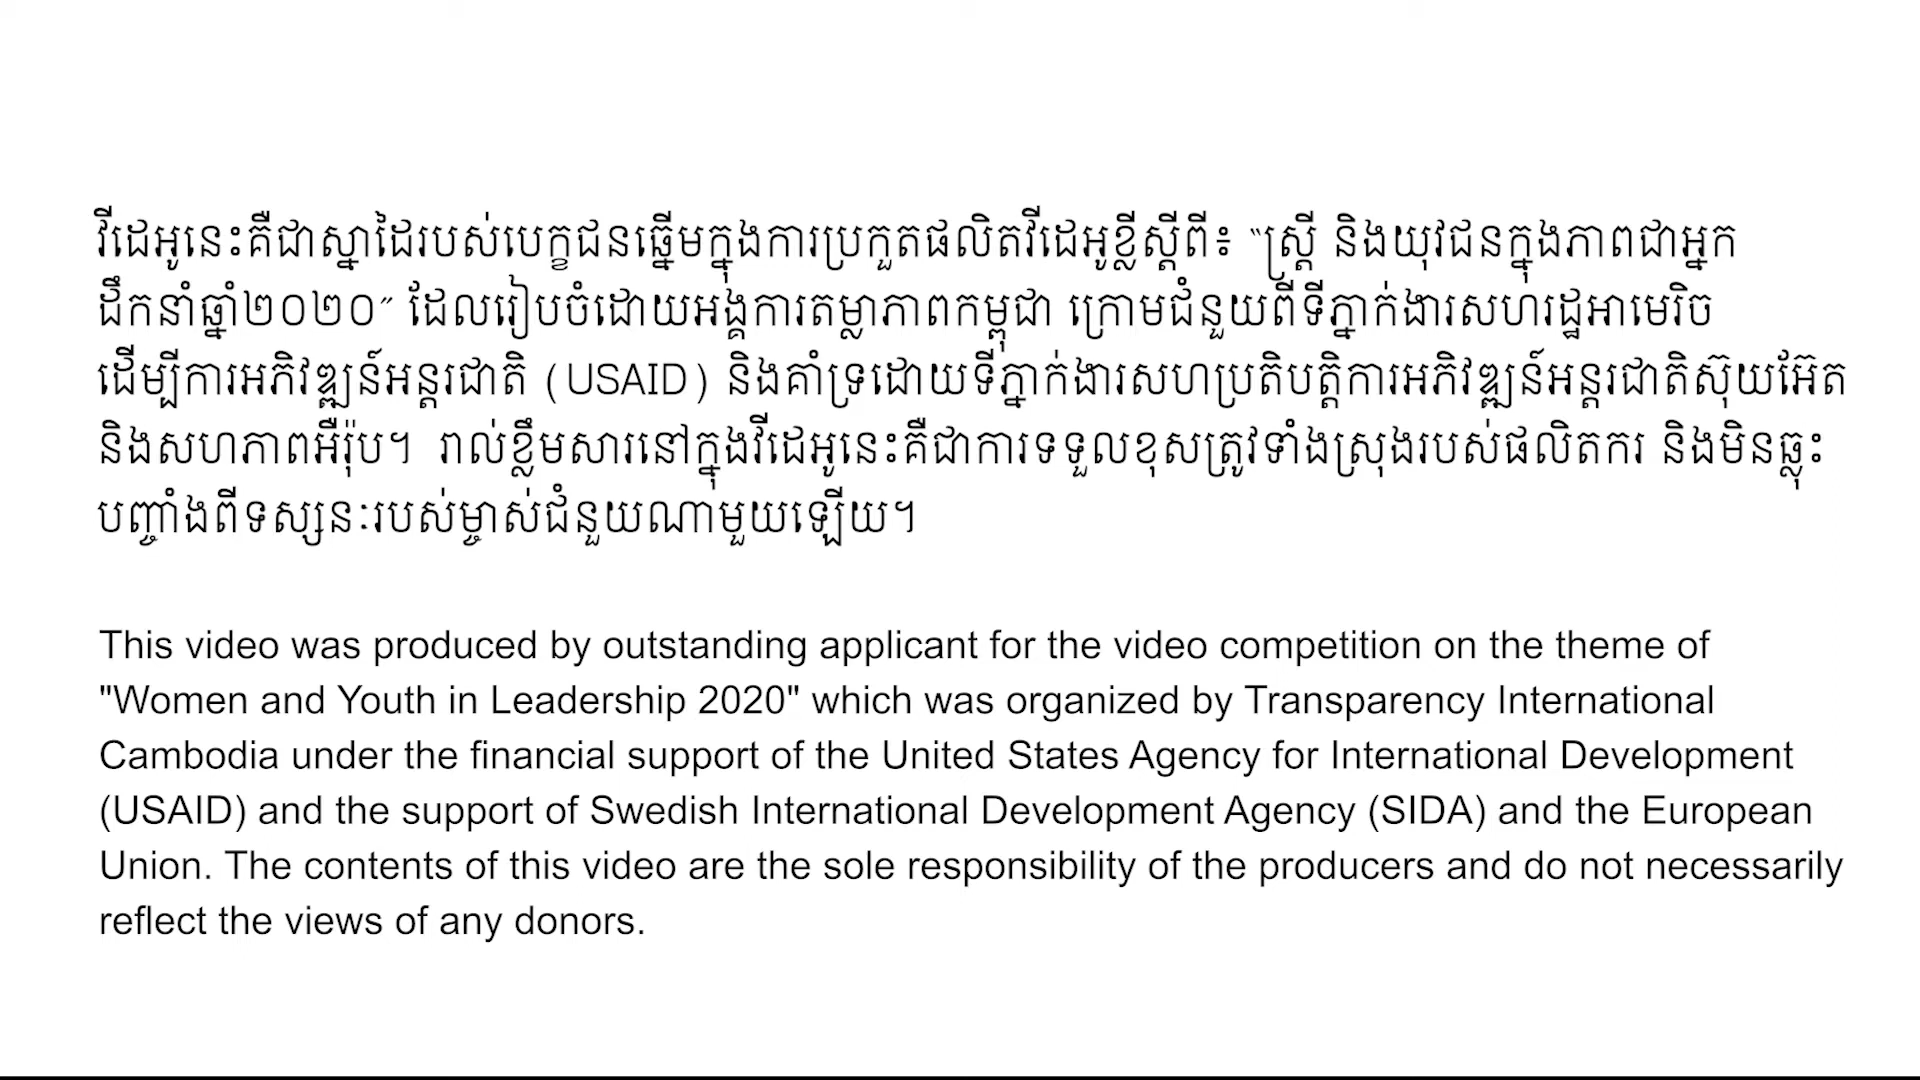 វីដេអូនេះគឺជាស្នាដៃរបស់បេក្ខជនឆ្នើមក្នុងការប្រកួតផលិតវីដេអូខ្លីស្តីពី៖ “ស្ត្រី និងយុវជនក្នុងភាពជាអ្នក
ដឹកនាំឆ្នាំ២០២០” ដែលរៀបចំដោយអង្គការតម្លាភាពកម្ពុជា ក្រោមជំនួយពីទីភ្នាក់ងារសហរដ្ឋអាមេរិច
ដើម្បីការអភិវឌ្ឍន៍អន្តរជាតិ (USAID) និងគាំទ្រដោយទីភ្នាក់ងារសហប្រតិបត្តិការអភិវឌ្ឍន៍អន្តរជាតិស៊ុយអ៊ែត
និងសហភាពអឺរ៉ុប។ រាល់ខ្លឹមសារនៅក្នុងវីដេអូនេះគឺជាការទទួលខុសត្រូវទាំងស្រុងរបស់ផលិតករ និងមិនឆ្លុះ
បញ្ចាំងពីទស្សនៈរបស់ម្ចាស់ជំនួយណាមួយឡើយ។
This video was produced by outstanding applicant for the video competition on the theme of
"Women and Youth in Leadership 2020" which was organized by Transparency International
Cambodia under the financial support of the United States Agency for International Development
(USAID) and the support of Swedish International Development Agency (SIDA) and the European
Union. The contents of this video are the sole responsibility of the producers and do not necessarily
reflect the views of any donors.